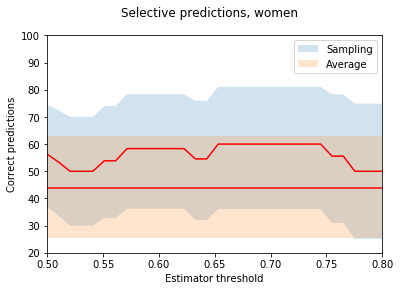 Selective predictions, women
100
90
80
70
60
50
40
30
20
Correct predictions
Sampling
Average
0.50 0.55 0.60 0.65 0.70 0.75 0.80
Estimator threshold